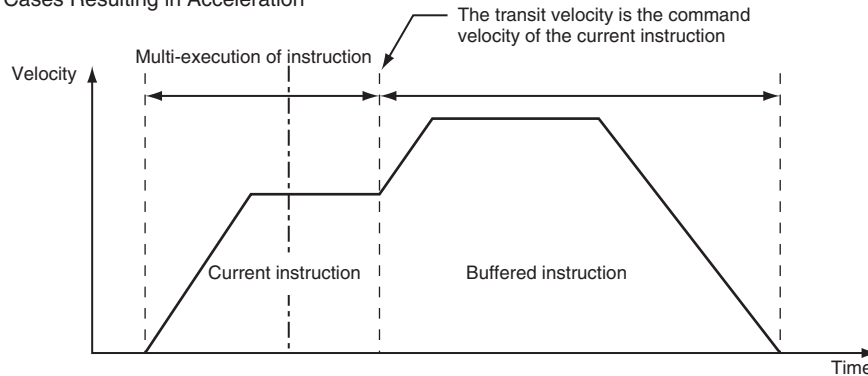 Cases Resulting in Acceleration
The transit velocity is the command
velocity of the current instruction
Multi-execution of instruction
Velocity
Current instruction
Buffered instruction
Time